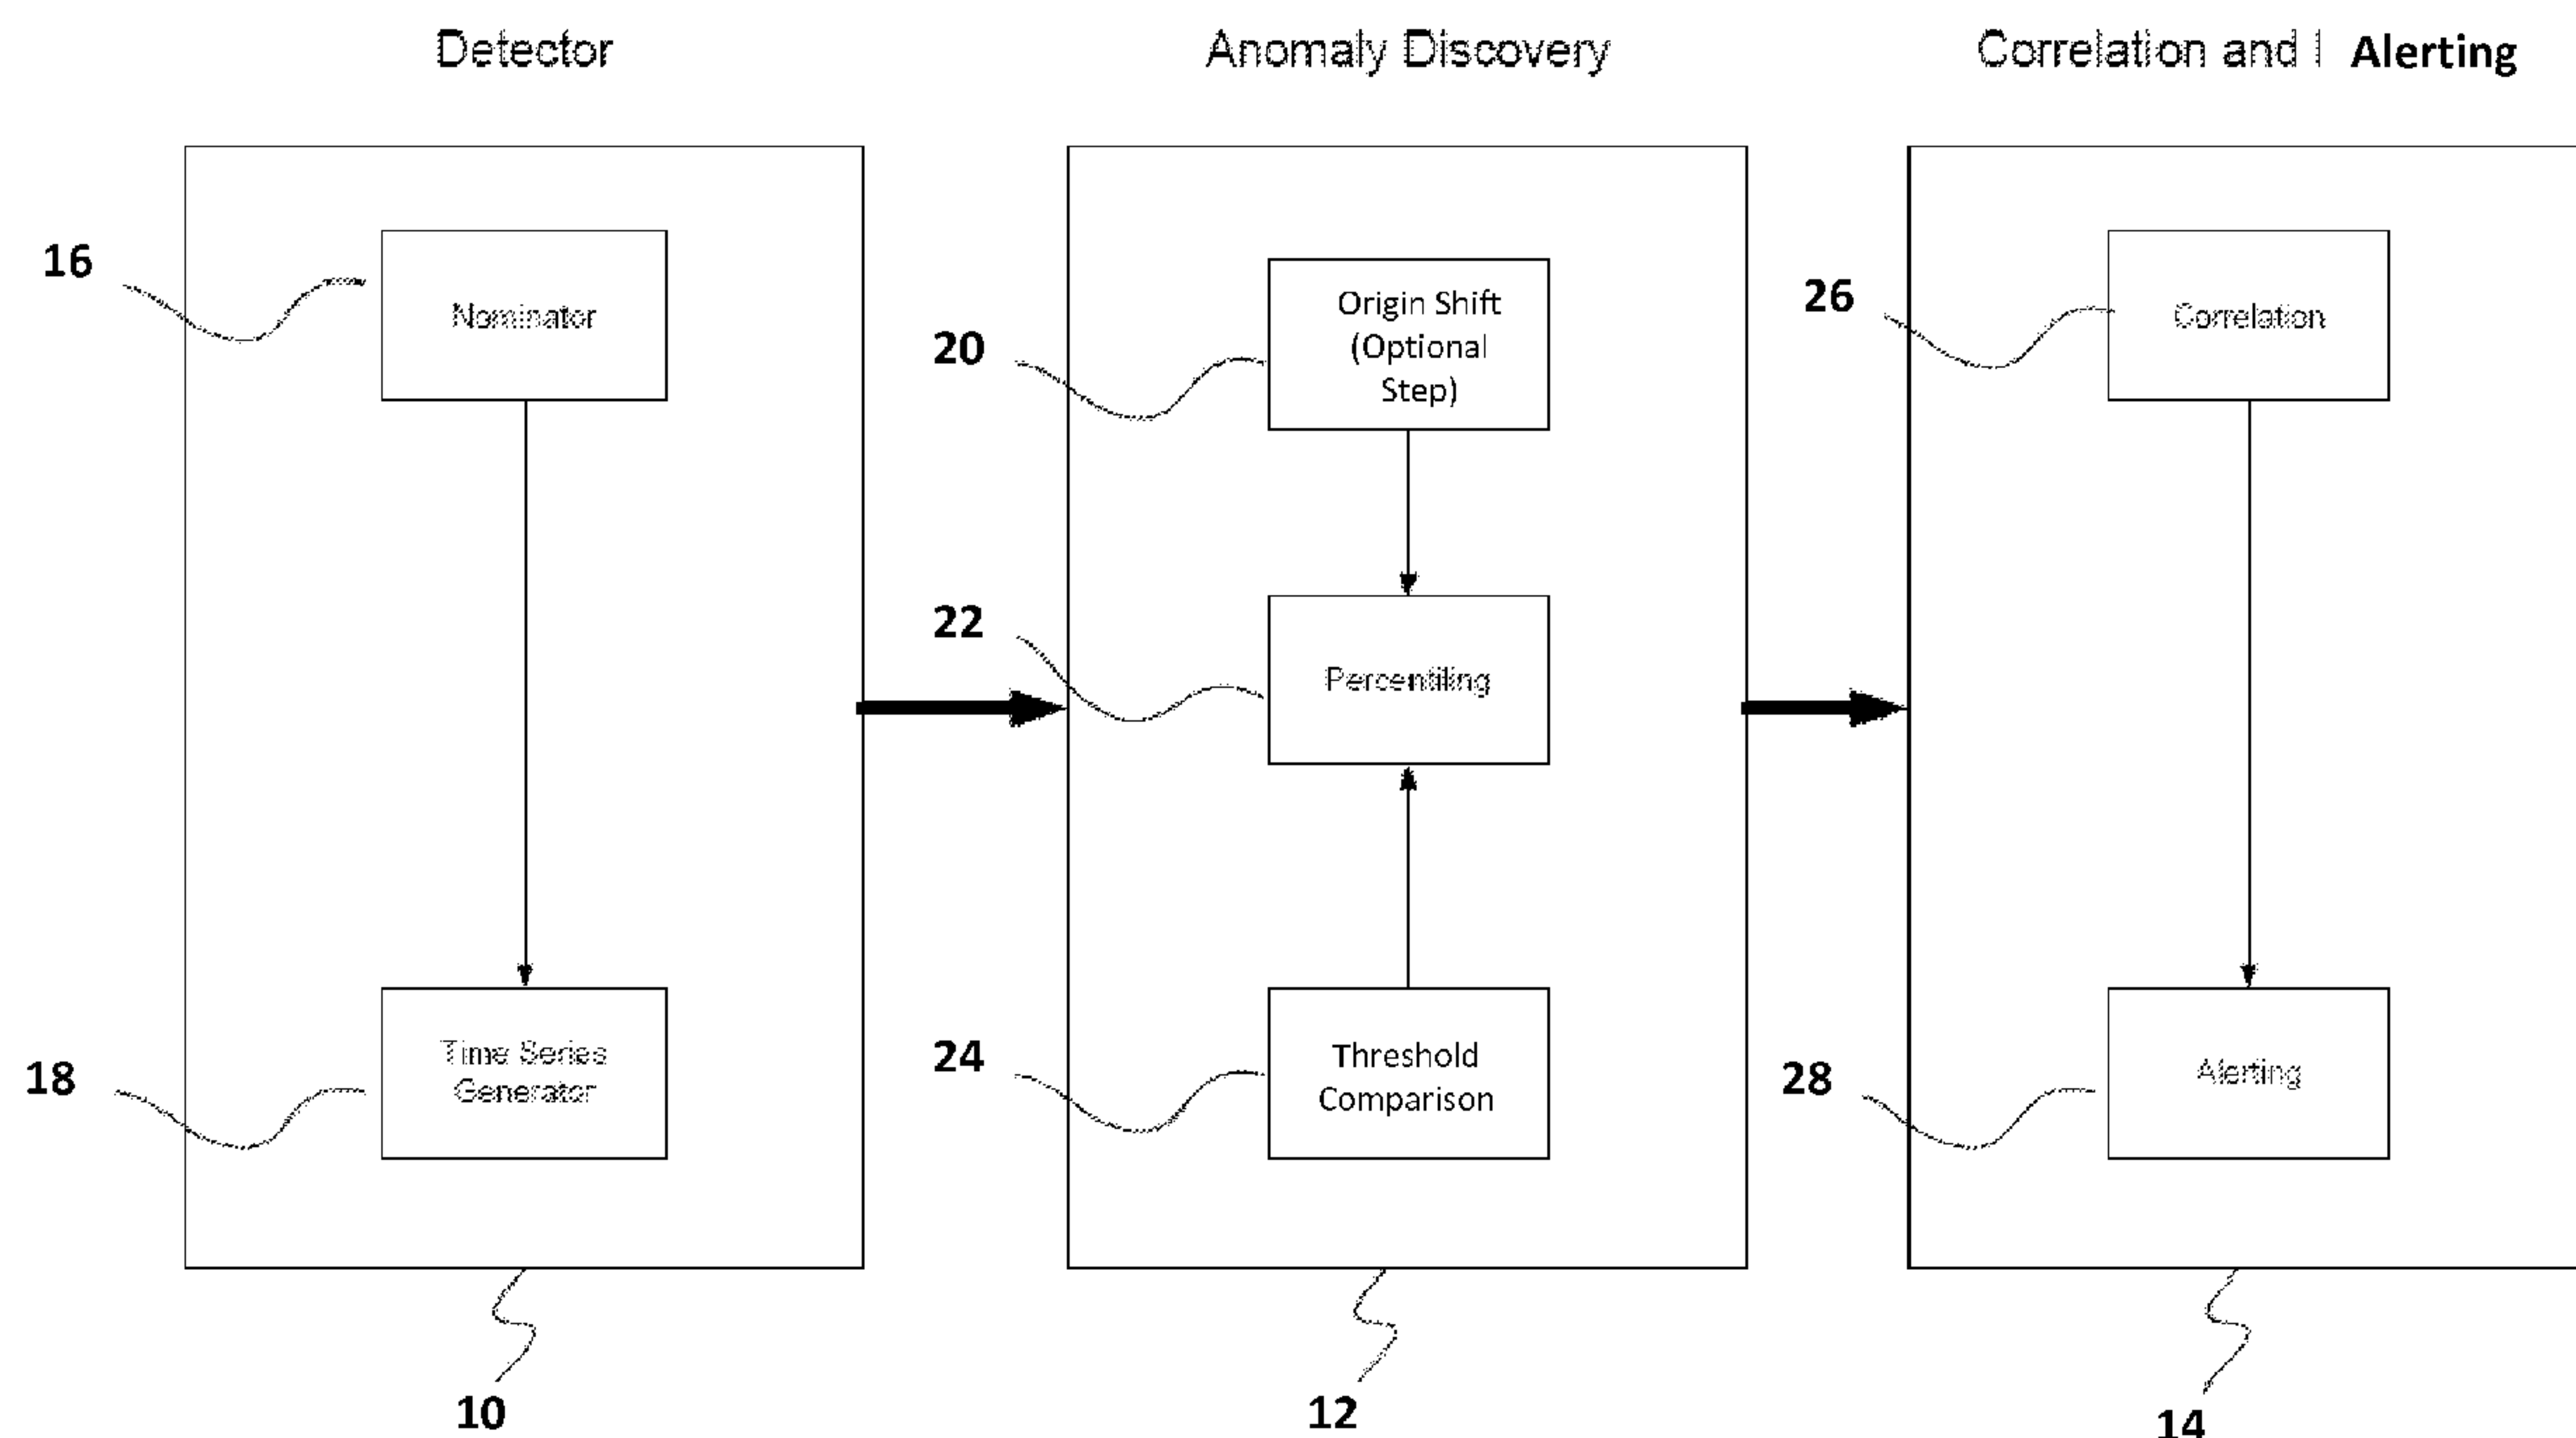 Detector
Anomaly Discovery
Correlation and Alerting
16
Nominator
18
Time Series
Generator
10
20
Origin Shift
(Optional
Step)
22
Percentiling
24
Threshold
Comparison
12
26
Correlation
28
Alerting
14